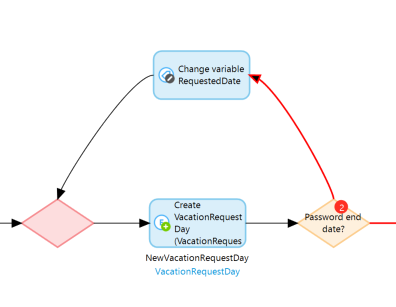 Change variable
RequestedDate
Create
VacationRequest
Day
(VacationReques
2
Password end
date?
NewVacationRequestDay
VacationRequestDay